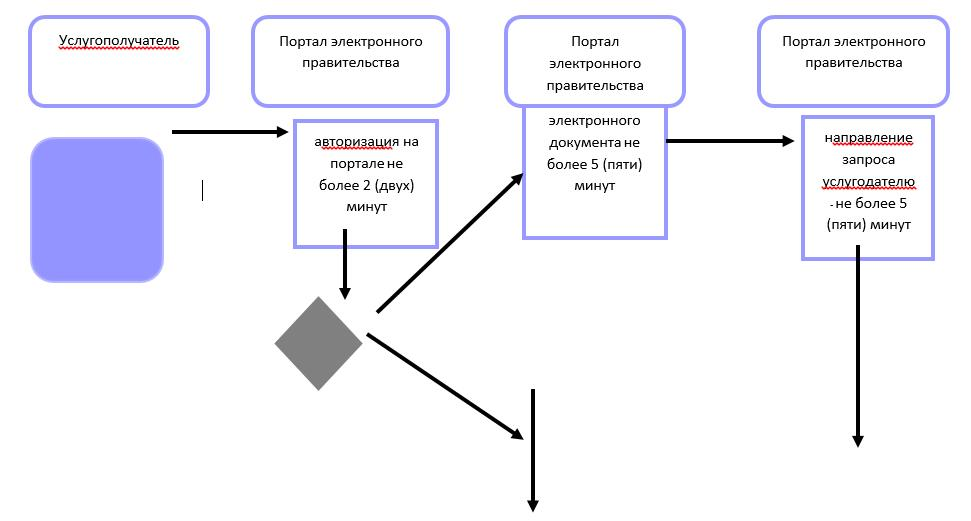 Услугополучатель
Портал электронного
правительства
Портал
электронного
правительства
Портал электронного
правительства
авторизация на
портале не
более 2 (двух)
минут
электронного
документа не
более 5 (пяти)
минут
направление
запроса
услугодателю
- не более 5
(пяти) минут